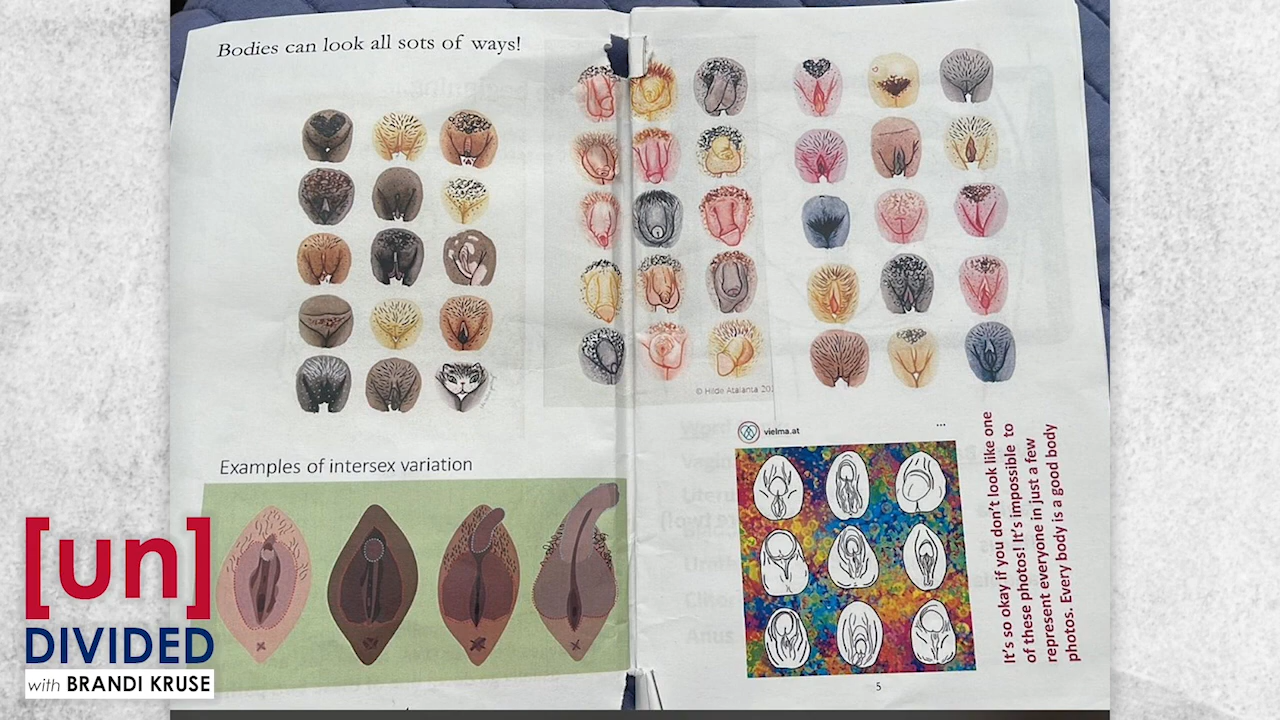 Bodies can look all sots of ways!
© Hilde Atalanta
Examples of intersex variation
vielma.at
It's so okay if you don't look like one
of these photos! It's impossible to
represent everyone in just a few
photos. Every body is a good body
5
[un]
DIVIDED
with BRANDI KRUSE